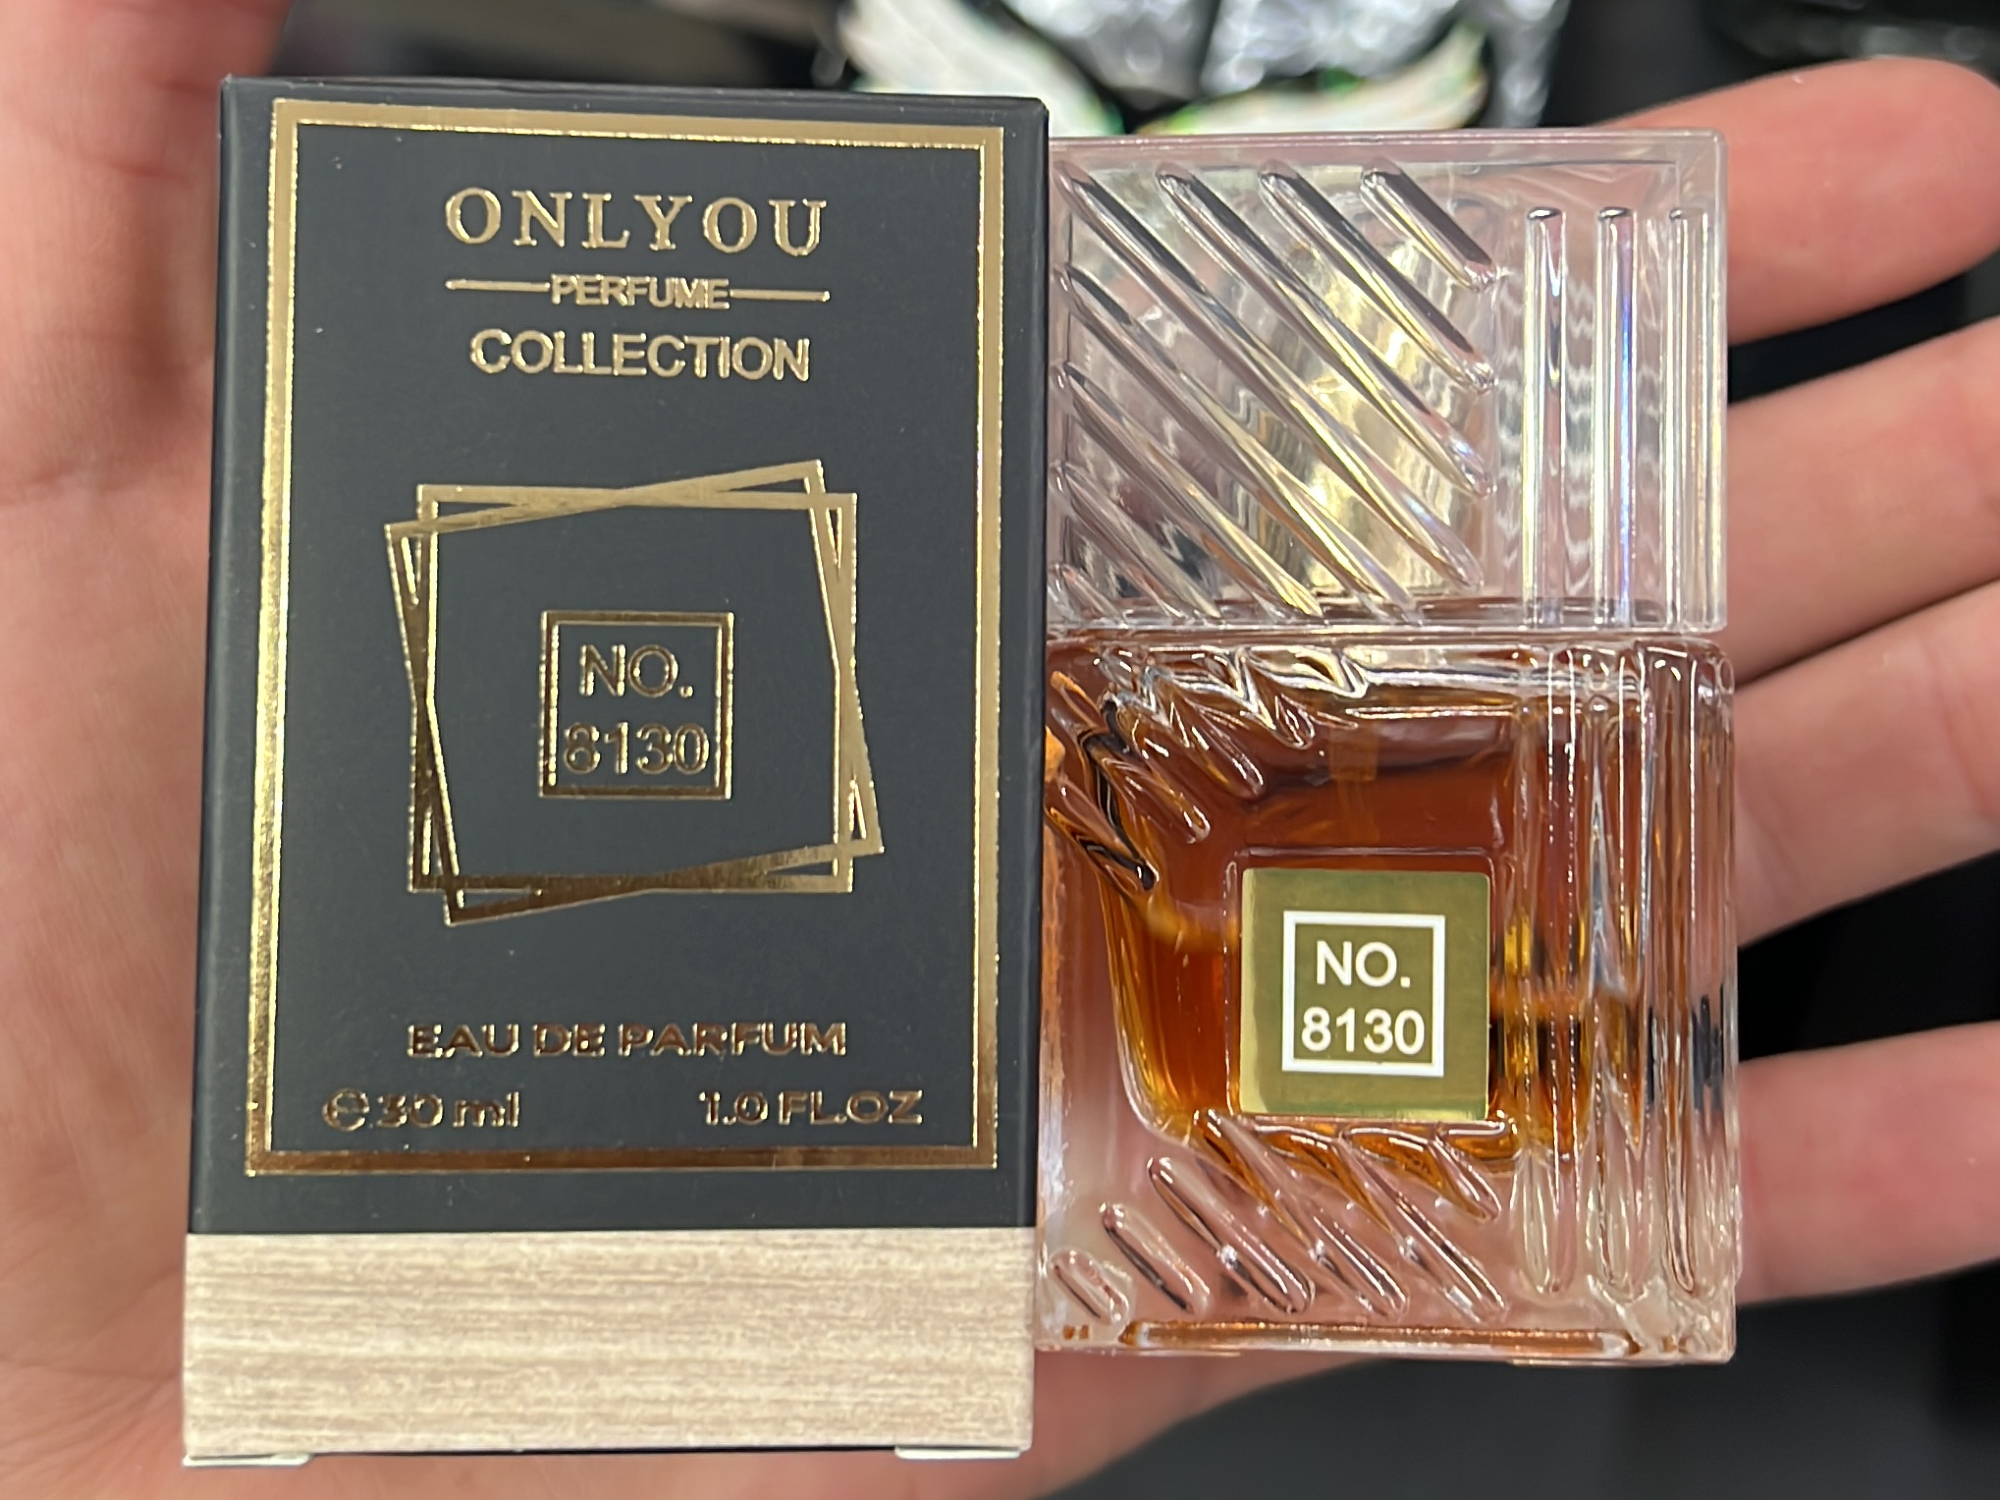 ONLYOU
PERFUME
COLLECTION
NO.
8130
EAU DE PARFUM
℮30 ml 1.0 FL.OZ
NO.
8130